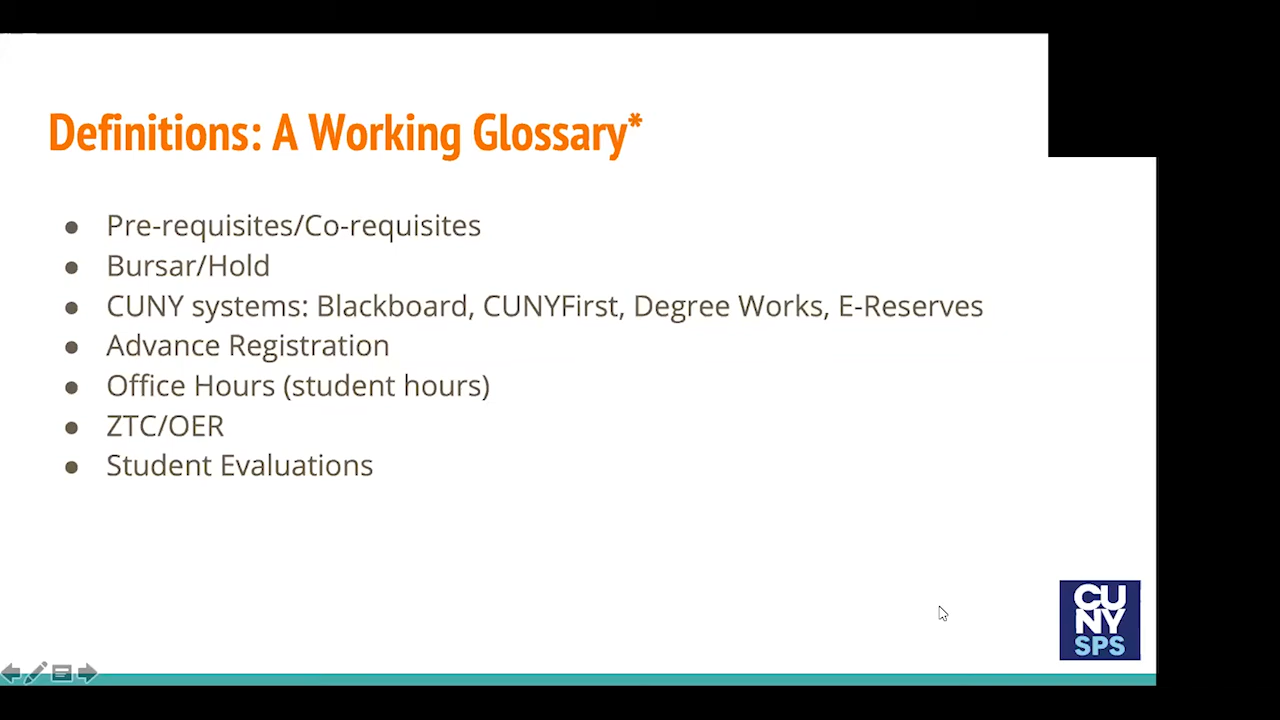 Definitions: A Working Glossary*
● Pre-requisites/Co-requisites
● Bursar/Hold
● CUNY systems: Blackboard, CUNYFirst, Degree Works, E-Reserves
● Advance Registration
● Office Hours (student hours)
● ZTC/OER
● Student Evaluations
CU
NY
SPS